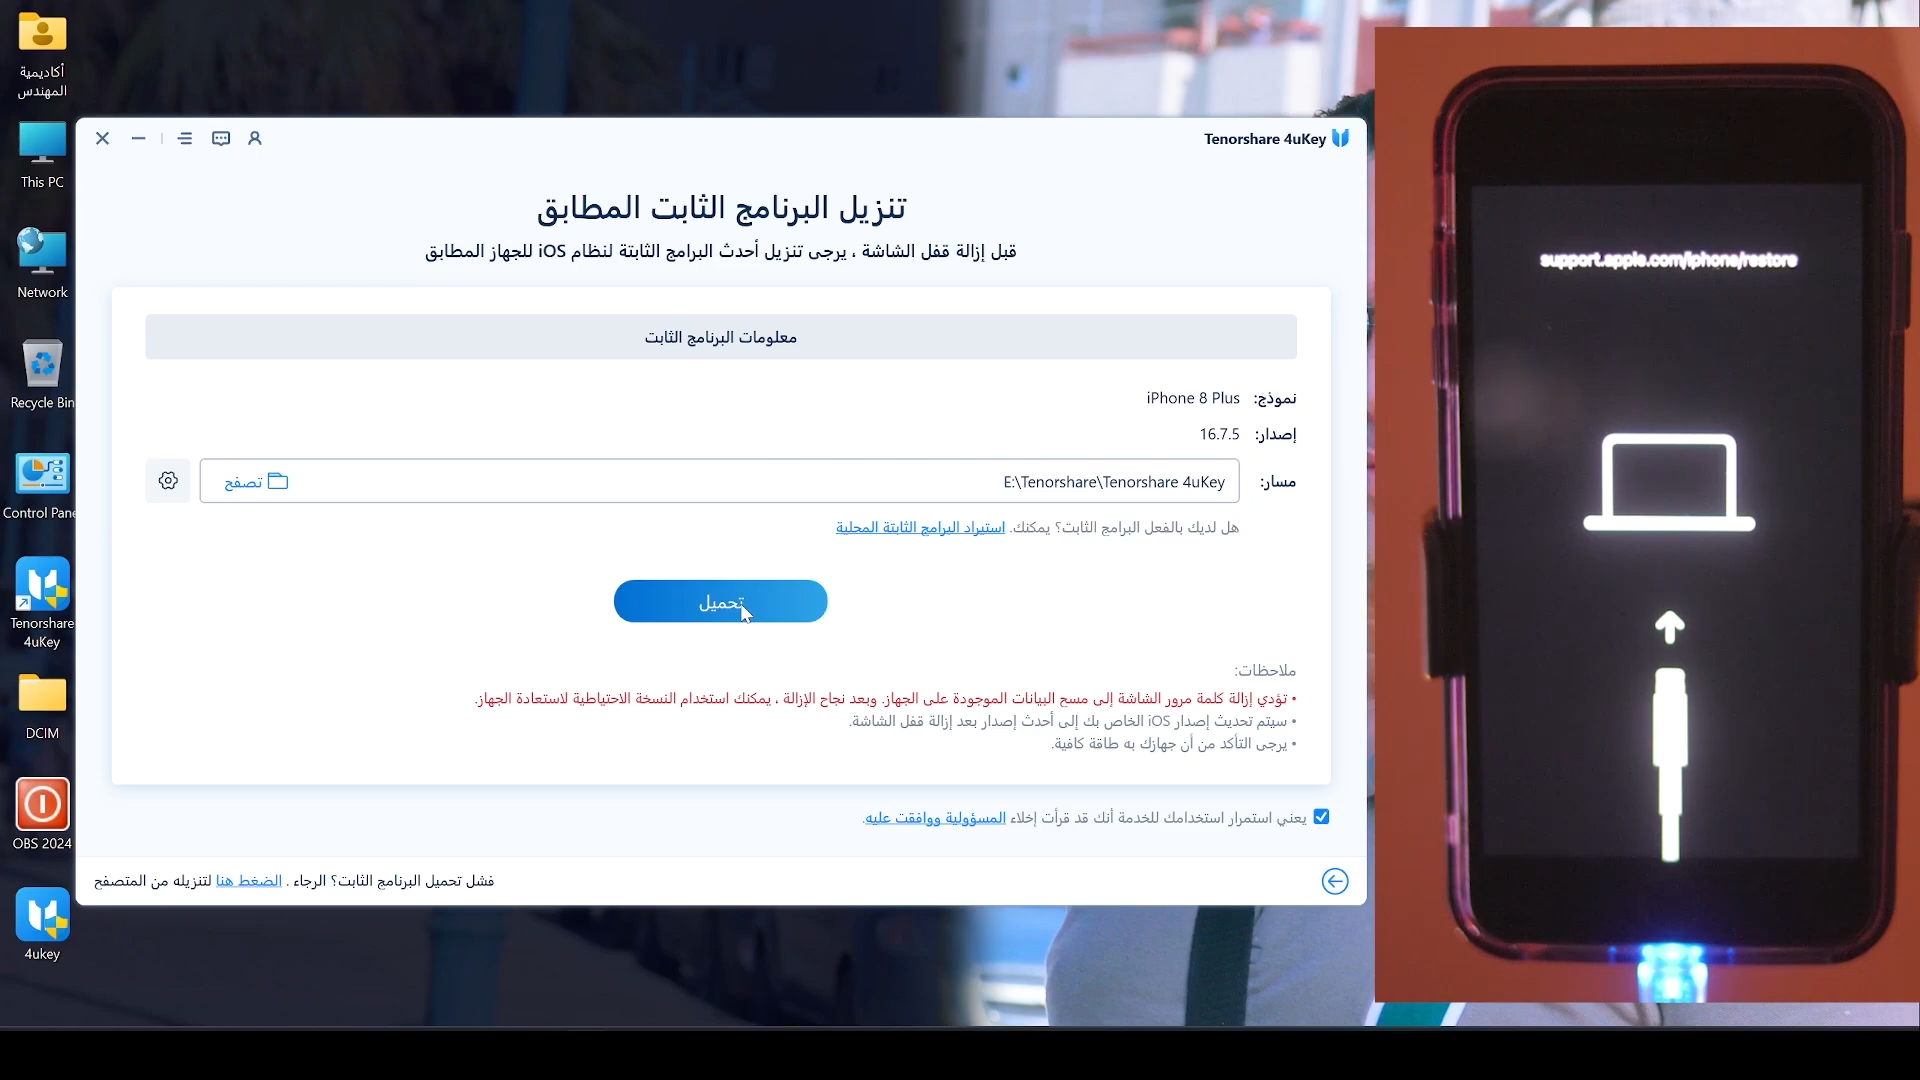 أكاديمية
المهندس
This PC
Network
Recycle Bin
Control Pane
Tenorshare
4uKey
DCIM
OBS 2024
4ukey
Tenorshare 4uKey
تنزيل البرنامج الثابت المطابق
قبل إزالة قفل الشاشة ، يرجى تنزيل أحدث البرامج الثابتة لنظام iOS للجهاز المطابق
معلومات البرنامج الثابت
نموذج: iPhone 8 Plus
إصدار: 16.7.5
مسار: E:\Tenorshare\Tenorshare 4uKey تصفح
هل لديك بالفعل البرامج الثابت؟ يمكنك. استيراد البرامج الثابتة المحلية
تحميل
ملاحظات:
• تؤدي إزالة كلمة مرور الشاشة إلى مسح البيانات الموجودة على الجهاز. وبعد نجاح الإزالة ، يمكنك استخدام النسخة الاحتياطية لاستعادة الجهاز.
• سيتم تحديث إصدار iOS الخاص بك إلى أحدث إصدار بعد إزالة قفل الشاشة.
• يرجى التأكد من أن جهازك به طاقة كافية.
يعني استمرار استخدامك للخدمة أنك قد قرأت إخلاء المسؤولية ووافقت عليه.
فشل تحميل البرنامج الثابت؟ الرجاء . الضغط هنا لتنزيله من المتصفح
support.apple.com/iphone/restore